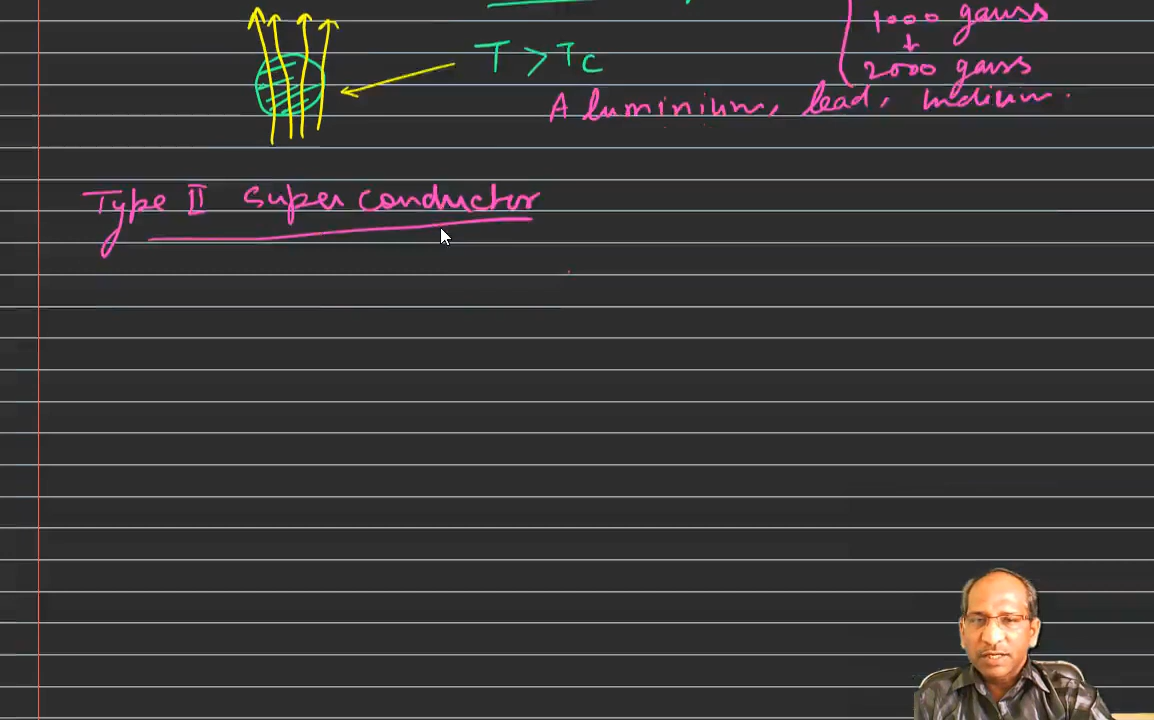 1000 gauss
↓
T > Tc
2000 gauss
Aluminium, lead, Indium.
Type II Super conductor